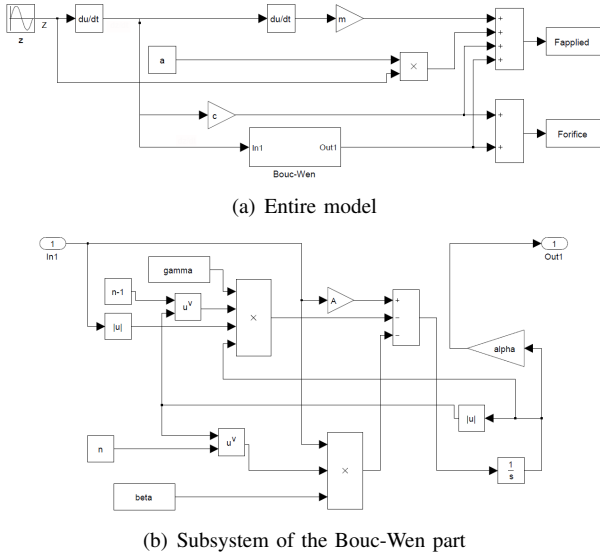 z
Z
du/dt
du/dt
m
+
+
+
+
Fapplied
a
×
c
+
+
Forifice
In1 Out1
Bouc-Wen
(a) Entire model
1
In1
gamma
n-1
u^v
|u|
×
A
+
−
−
1
Out1
alpha
|u|
n
u^v
×
beta
1
s
(b) Subsystem of the Bouc-Wen part